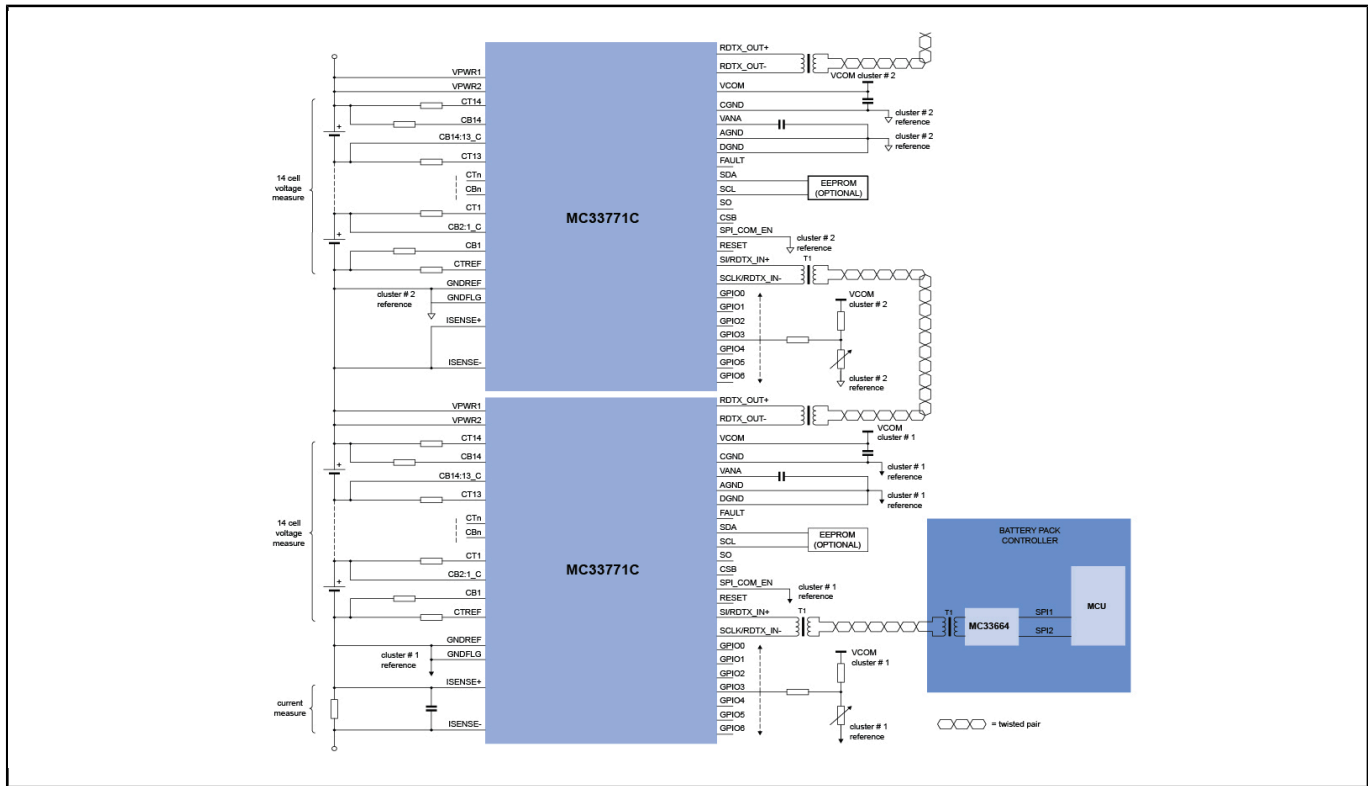 RDTX_OUT+
RDTX_OUT-
VCOM cluster # 2
VPWR1
VPWR2
VCOM
CT14
CGND
cluster # 2
reference
CB14
VANA
AGND
cluster # 2
reference
CB14:13_C
DGND
CT13
FAULT
14 cell
voltage
measure
CTn
CBn
SDA
SCL
EEPROM
(OPTIONAL)
SO
CT1
MC33771C
CSB
CB2:1_C
SPI_COM_EN
cluster # 2
reference
CB1
RESET
CTREF
SI/RDTX_IN+
T1
SCLK/RDTX_IN-
GNDREF
cluster # 2
reference
GNDFLG
ISENSE+
ISENSE-
GPIO0
GPIO1
GPIO2
GPIO3
GPIO4
GPIO5
GPIO6
VCOM
cluster # 2
cluster # 2
reference
RDTX_OUT+
RDTX_OUT-
VPWR1
VPWR2
VCOM
cluster # 1
CT14
VCOM
CB14
CGND
cluster # 1
reference
CB14:13_C
VANA
AGND
cluster # 1
reference
CT13
DGND
FAULT
14 cell
voltage
measure
CTn
CBn
SDA
SCL
EEPROM
(OPTIONAL)
SO
CT1
MC33771C
CSB
CB2:1_C
SPI_COM_EN
cluster # 1
reference
CB1
RESET
CTREF
SI/RDTX_IN+
T1
SCLK/RDTX_IN-
BATTERY PACK
CONTROLLER
T1
MC33664
SPI1
SPI2
MCU
GNDREF
cluster # 1
reference
GNDFLG
ISENSE+
current
measure
ISENSE-
GPIO0
GPIO1
GPIO2
GPIO3
GPIO4
GPIO5
GPIO6
VCOM
cluster # 1
cluster # 1
reference
= twisted pair